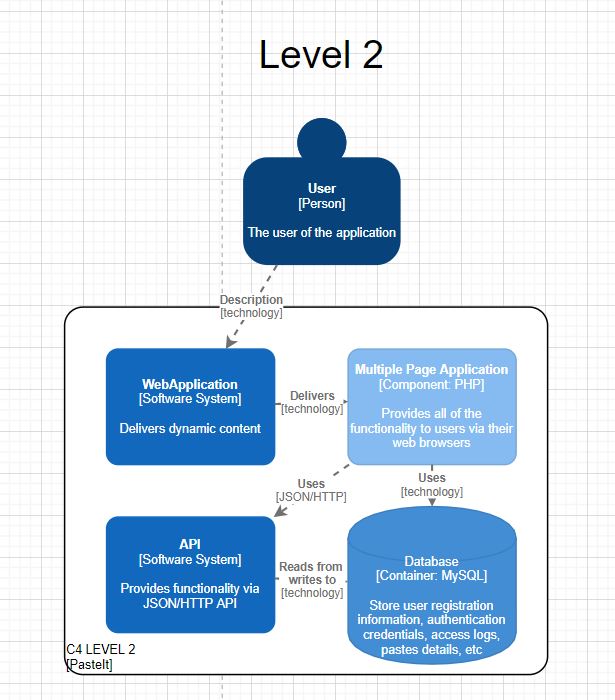 Level 2
User
[Person]
The user of the application
Description
[technology]
WebApplication
[Software System]
Delivers dynamic content
Delivers
[technology]
Multiple Page Application
[Component: PHP]
Provides all of the
functionality to users via their
web browsers
Uses
[JSON/HTTP]
Uses
[technology]
API
[Software System]
Provides functionality via
JSON/HTTP API
Reads from
writes to
[technology]
Database
[Container: MySQL]
Store user registration
information, authentication
credentials, access logs,
pastes details, etc
C4 LEVEL 2
[PasteIt]